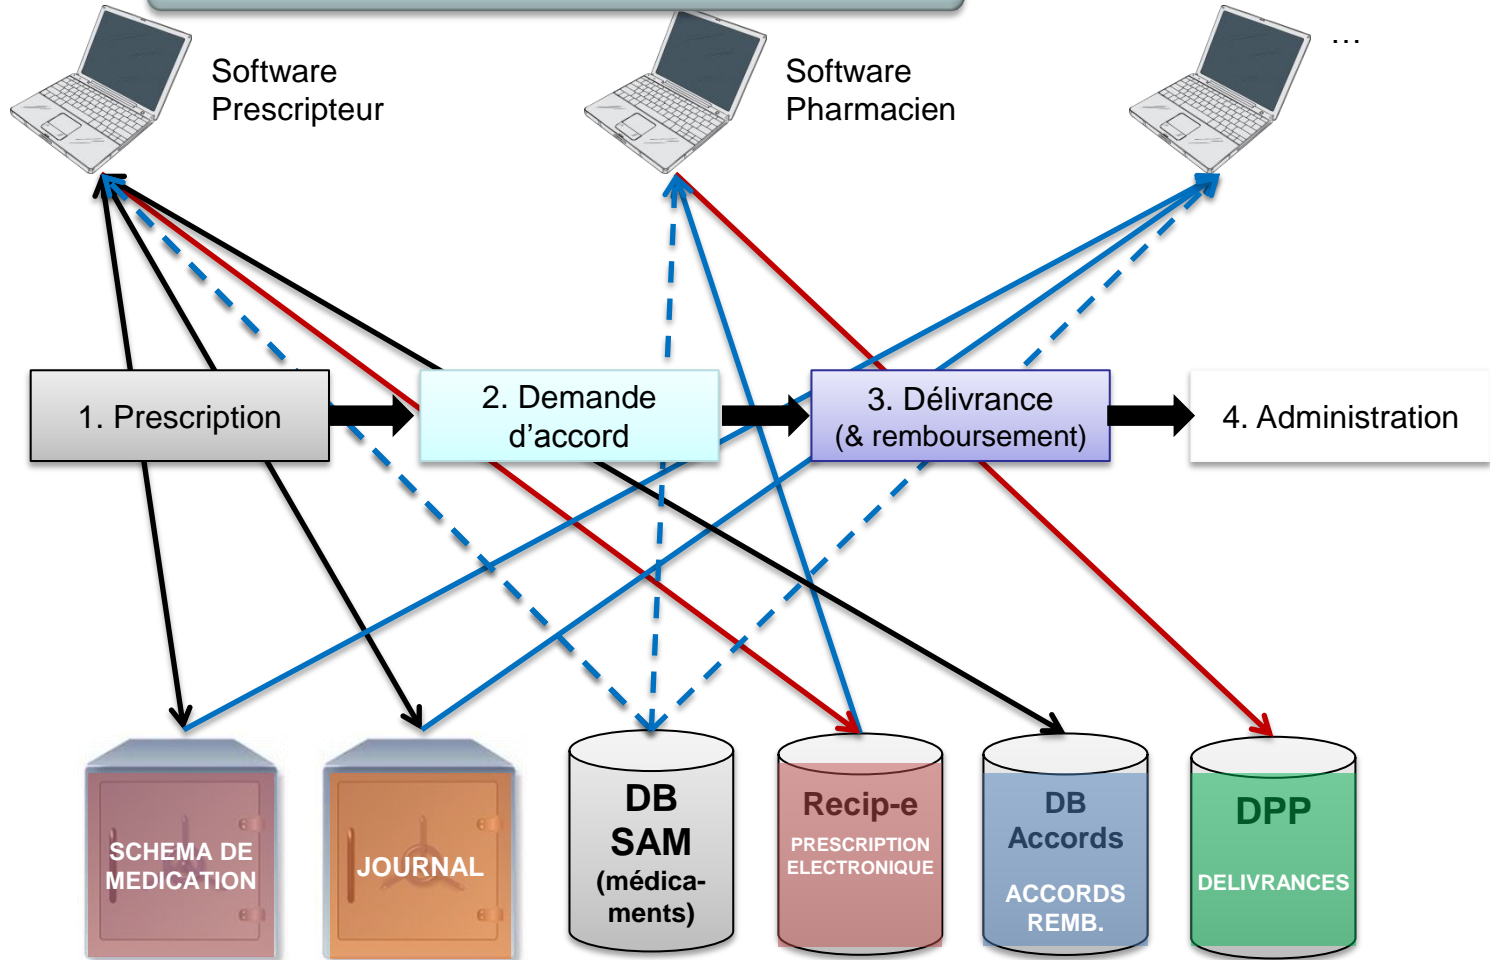 Software
Prescripteur
Software
Pharmacien
…
1. Prescription
2. Demande
d’accord
3. Délivrance
(& remboursement)
4. Administration
SCHEMA DE
MEDICATION
JOURNAL
DB
SAM
(médica-
ments)
Recip-e
PRESCRIPTION
ELECTRONIQUE
DB
Accords
ACCORDS
REMB.
DPP
DELIVRANCES